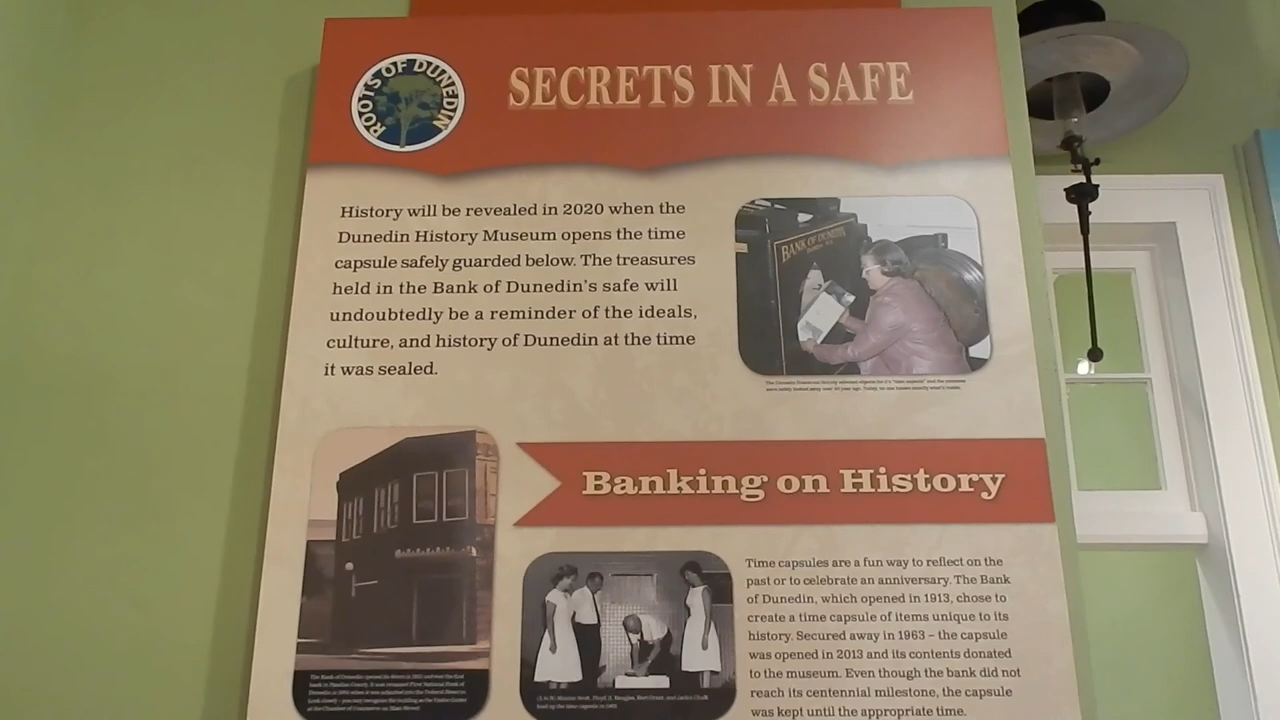 ROOTS OF DUNEDIN
SECRETS IN A SAFE
History will be revealed in 2020 when the
Dunedin History Museum opens the time
capsule safely guarded below. The treasures
held in the Bank of Dunedin's safe will
undoubtedly be a reminder of the ideals,
culture, and history of Dunedin at the time
it was sealed.
BANK OF DUNEDIN
Banking on History
Time capsules are a fun way to reflect on the
past or to celebrate an anniversary. The Bank
of Dunedin, which opened in 1913, chose to
create a time capsule of items unique to its
history. Secured away in 1963 – the capsule
was opened in 2013 and its contents donated
to the museum. Even though the bank did not
reach its centennial milestone, the capsule
was kept until the appropriate time.